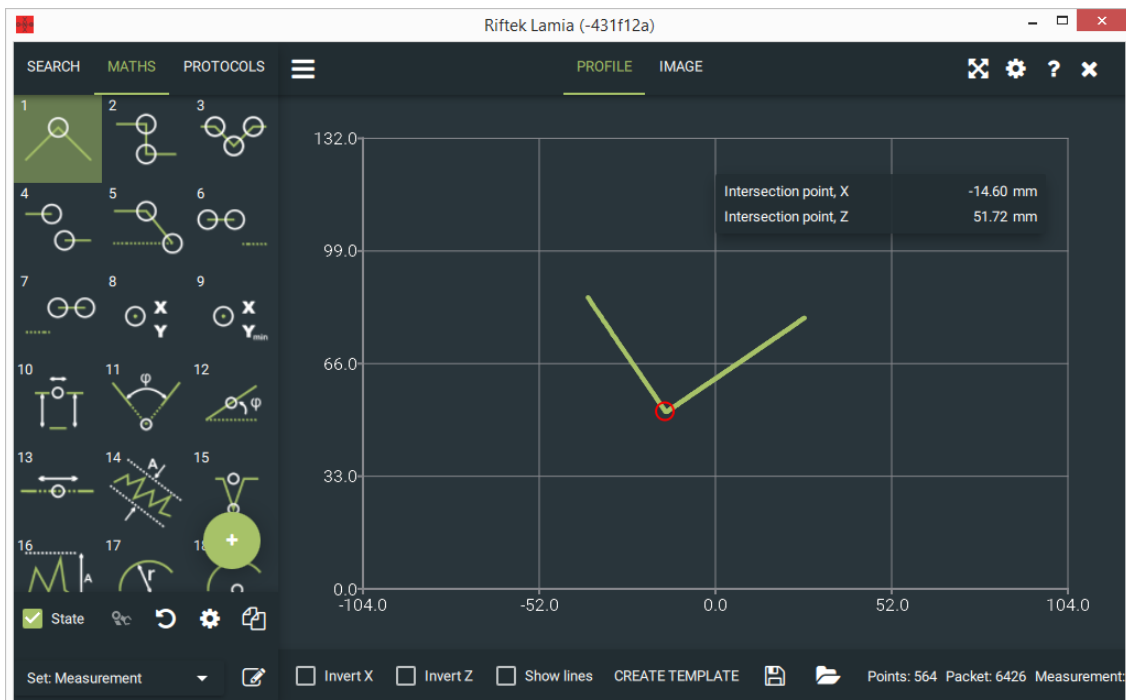 Riftek Lamia (-431f12a)
SEARCH MATHS PROTOCOLS PROFILE IMAGE ?
1 2 3
4 5 6
7 8 9
X Y X Ymin
10 11 12
φ φ
13 14 15
A
16 17 18
A r
+
132.0
99.0
66.0
33.0
0.0
-104.0 -52.0 0.0 52.0 104.0
Intersection point, X -14.60 mm
Intersection point, Z 51.72 mm
State
Set: Measurement
Invert X Invert Z Show lines CREATE TEMPLATE Points: 564 Packet: 6426 Measurement: